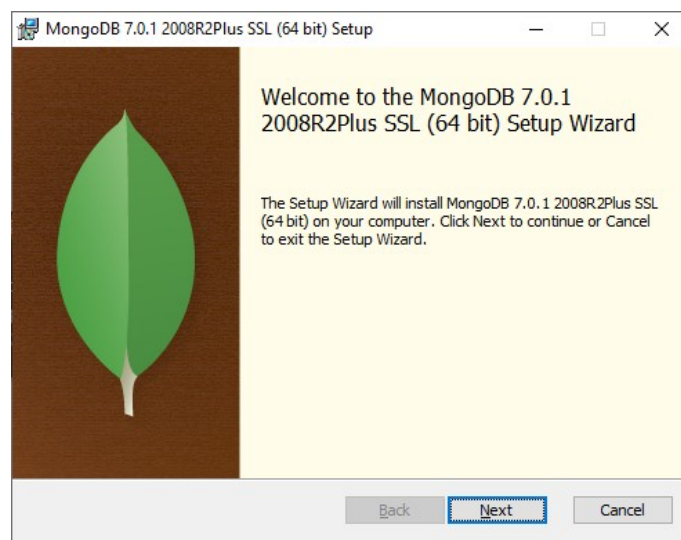 MongoDB 7.0.1 2008R2Plus SSL (64 bit) Setup
Welcome to the MongoDB 7.0.1
2008R2Plus SSL (64 bit) Setup Wizard
The Setup Wizard will install MongoDB 7.0.1 2008R2Plus SSL
(64 bit) on your computer. Click Next to continue or Cancel
to exit the Setup Wizard.
Back Next Cancel